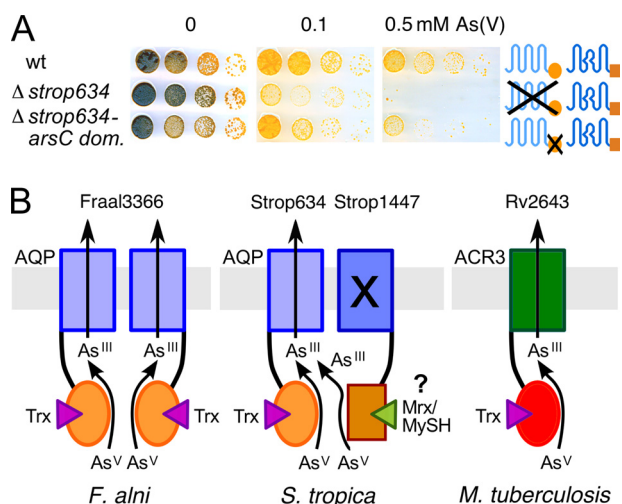 A
0 0.1 0.5 mM As(V)
wt
Δ strop634
Δ strop634-
arsC dom.
B
Fraal3366 Strop634 Strop1447 Rv2643
AQP AQP X ACR3
As III As III As III As III As III
?
Trx Trx Trx Mrx/
MySH Trx
As V As V As V As V As V
F. alni S. tropica M. tuberculosis